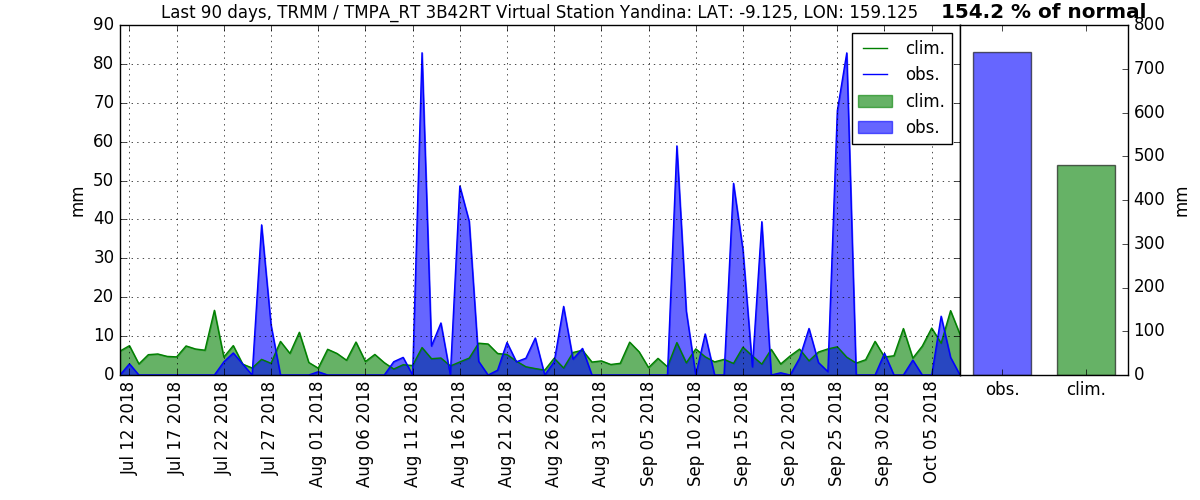 Last 90 days, TRMM / TMPA_RT 3B42RT Virtual Station Yandina: LAT: -9.125, LON: 159.125
154.2 % of normal
90
80
70
60
50
40
30
20
10
0
mm
clim.
obs.
clim.
obs.
Jul 12 2018
Jul 17 2018
Jul 22 2018
Jul 27 2018
Aug 01 2018
Aug 06 2018
Aug 11 2018
Aug 16 2018
Aug 21 2018
Aug 26 2018
Aug 31 2018
Sep 05 2018
Sep 10 2018
Sep 15 2018
Sep 20 2018
Sep 25 2018
Sep 30 2018
Oct 05 2018
800
700
600
500
400
300
200
100
0
mm
obs.
clim.